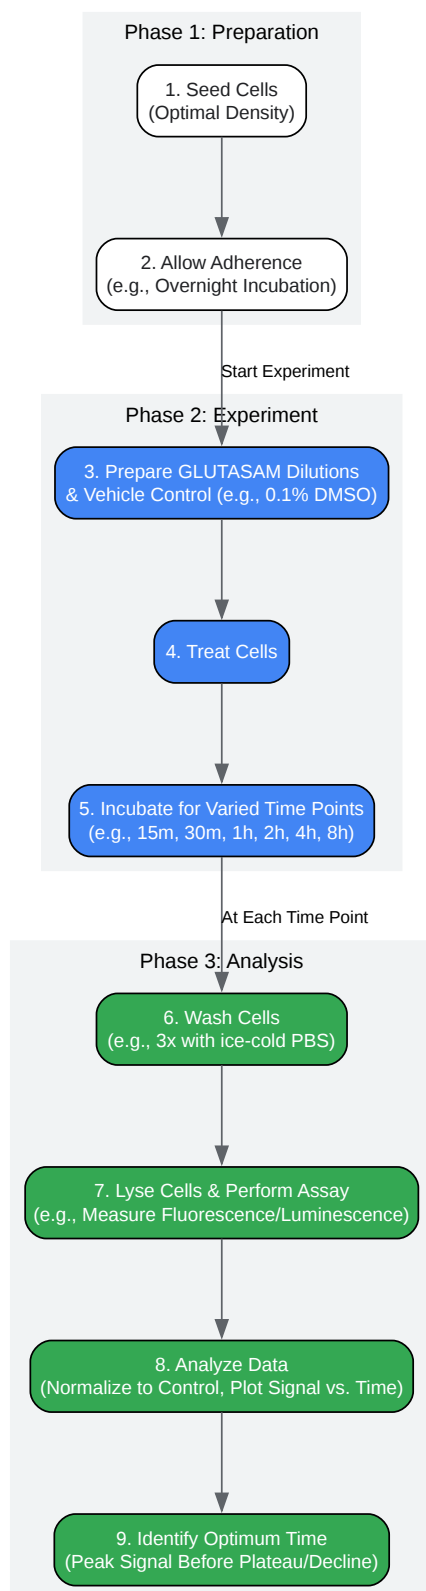 Phase 1: Preparation
1. Seed Cells
(Optimal Density)
2. Allow Adherence
(e.g., Overnight Incubation)
Start Experiment
Phase 2: Experiment
3. Prepare GLUTASAM Dilutions
& Vehicle Control (e.g., 0.1% DMSO)
4. Treat Cells
5. Incubate for Varied Time Points
(e.g., 15m, 30m, 1h, 2h, 4h, 8h)
At Each Time Point
Phase 3: Analysis
6. Wash Cells
(e.g., 3x with ice-cold PBS)
7. Lyse Cells & Perform Assay
(e.g., Measure Fluorescence/Luminescence)
8. Analyze Data
(Normalize to Control, Plot Signal vs. Time)
9. Identify Optimum Time
(Peak Signal Before Plateau/Decline)